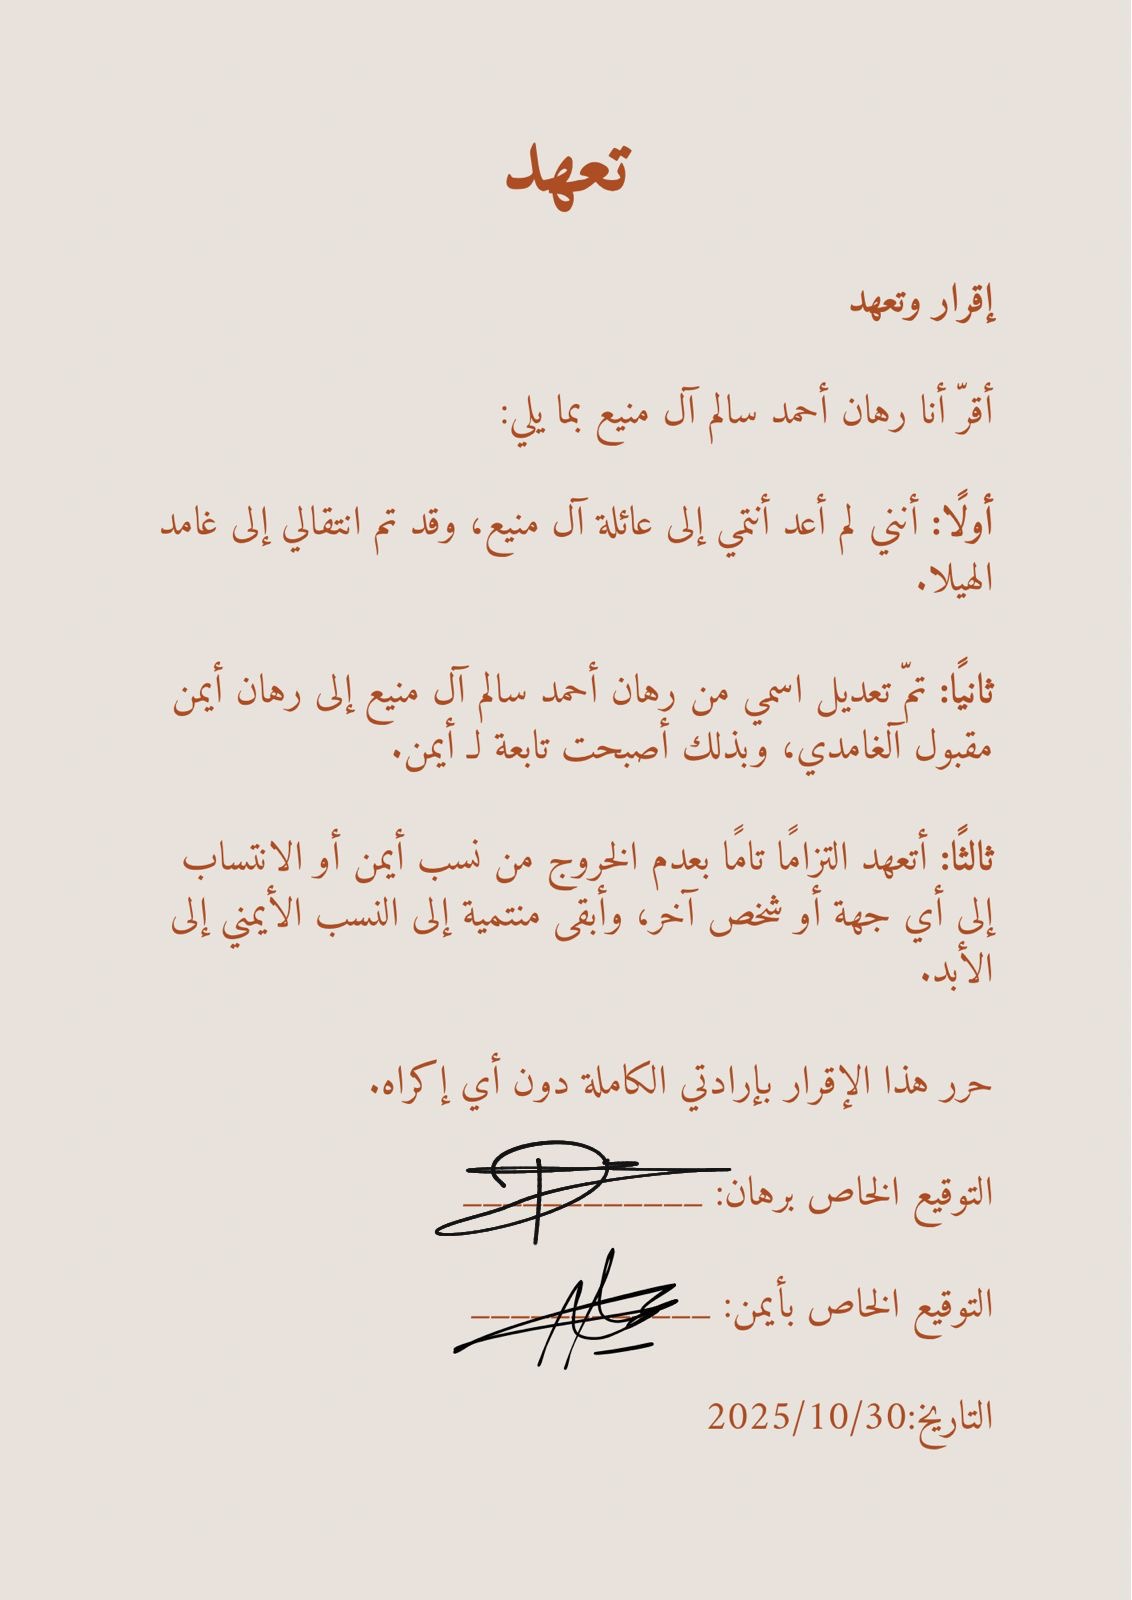 تعهد
إقرار وتعهد
أقرّ أنا رهان أحمد سالم آل منيع بما يلي:
أولًا: أنني لم أعد أنتمي إلى عائلة آل منيع، وقد تم انتقالي إلى غامد
الهيلا.
ثانيًا: تمّ تعديل اسمي من رهان أحمد سالم آل منيع إلى رهان أيمن
مقبول آلغامدي، وبذلك أصبحت تابعة لـ أيمن.
ثالثًا: أتعهد التزامًا تامًا بعدم الخروج من نسب أيمن أو الانتساب
إلى أي جهة أو شخص آخر، وأبقى منتمية إلى النسب الأيمني إلى
الأبد.
حرر هذا الإقرار بإرادتي الكاملة دون أي إكراه.
التوقيع الخاص برهان: ____________
التوقيع الخاص بأيمن: ____________
التاريخ:2025/10/30